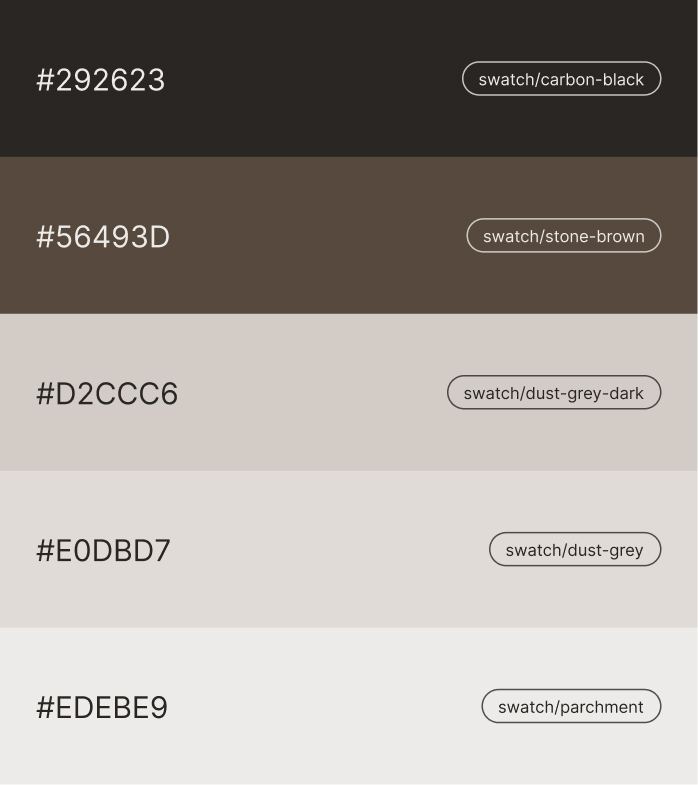 #292623
swatch/carbon-black
#56493D
swatch/stone-brown
#D2CCC6
swatch/dust-grey-dark
#E0DBD7
swatch/dust-grey
#EDEBE9
swatch/parchment